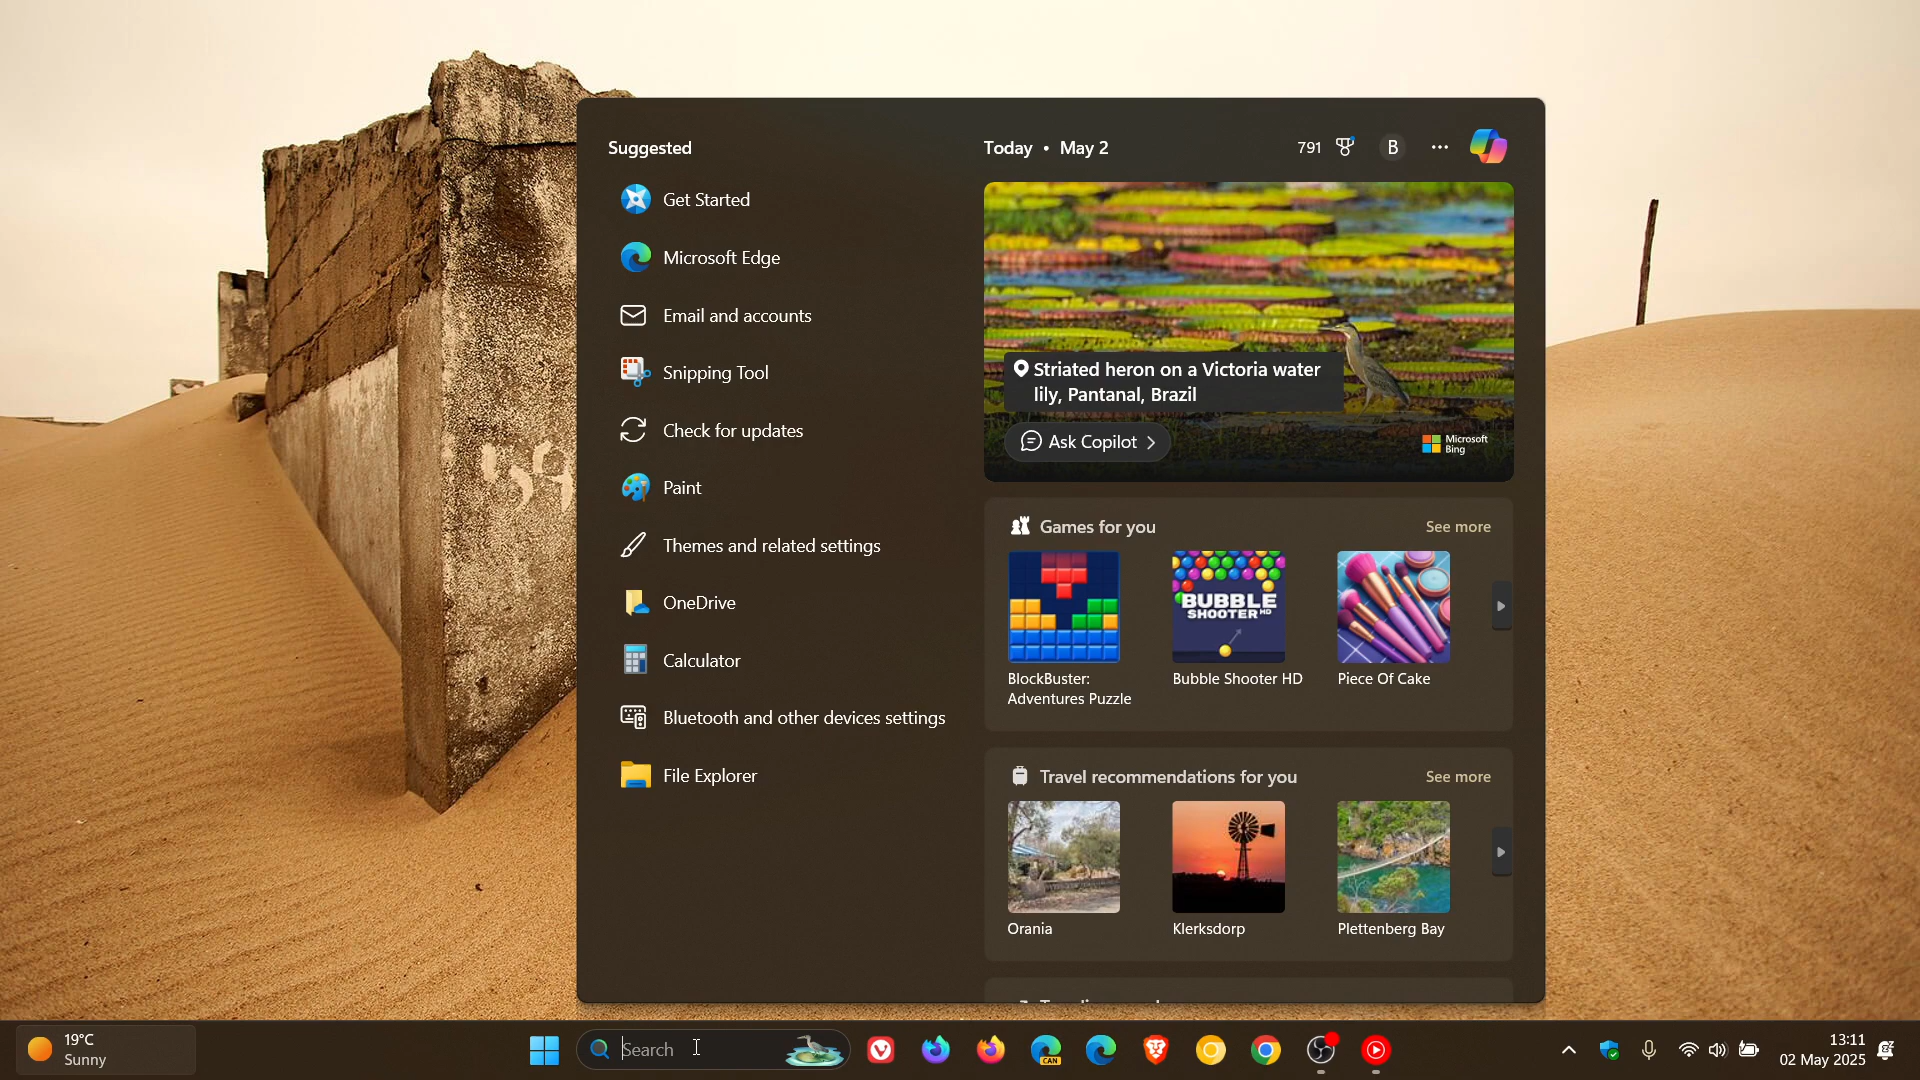 Suggested
Get Started
Microsoft Edge
Email and accounts
Snipping Tool
Check for updates
Paint
Themes and related settings
OneDrive
Calculator
Bluetooth and other devices settings
File Explorer
Today • May 2
791
B
Striated heron on a Victoria water
lily, Pantanal, Brazil
Ask Copilot
Microsoft
Bing
Games for you
See more
BUBBLE
SHOOTER HD
BlockBuster:
Adventures Puzzle
Bubble Shooter HD
Piece Of Cake
Travel recommendations for you
See more
Orania
Klerksdorp
Plettenberg Bay
19°C
Sunny
Search
CAN
13:11
02 May 2025